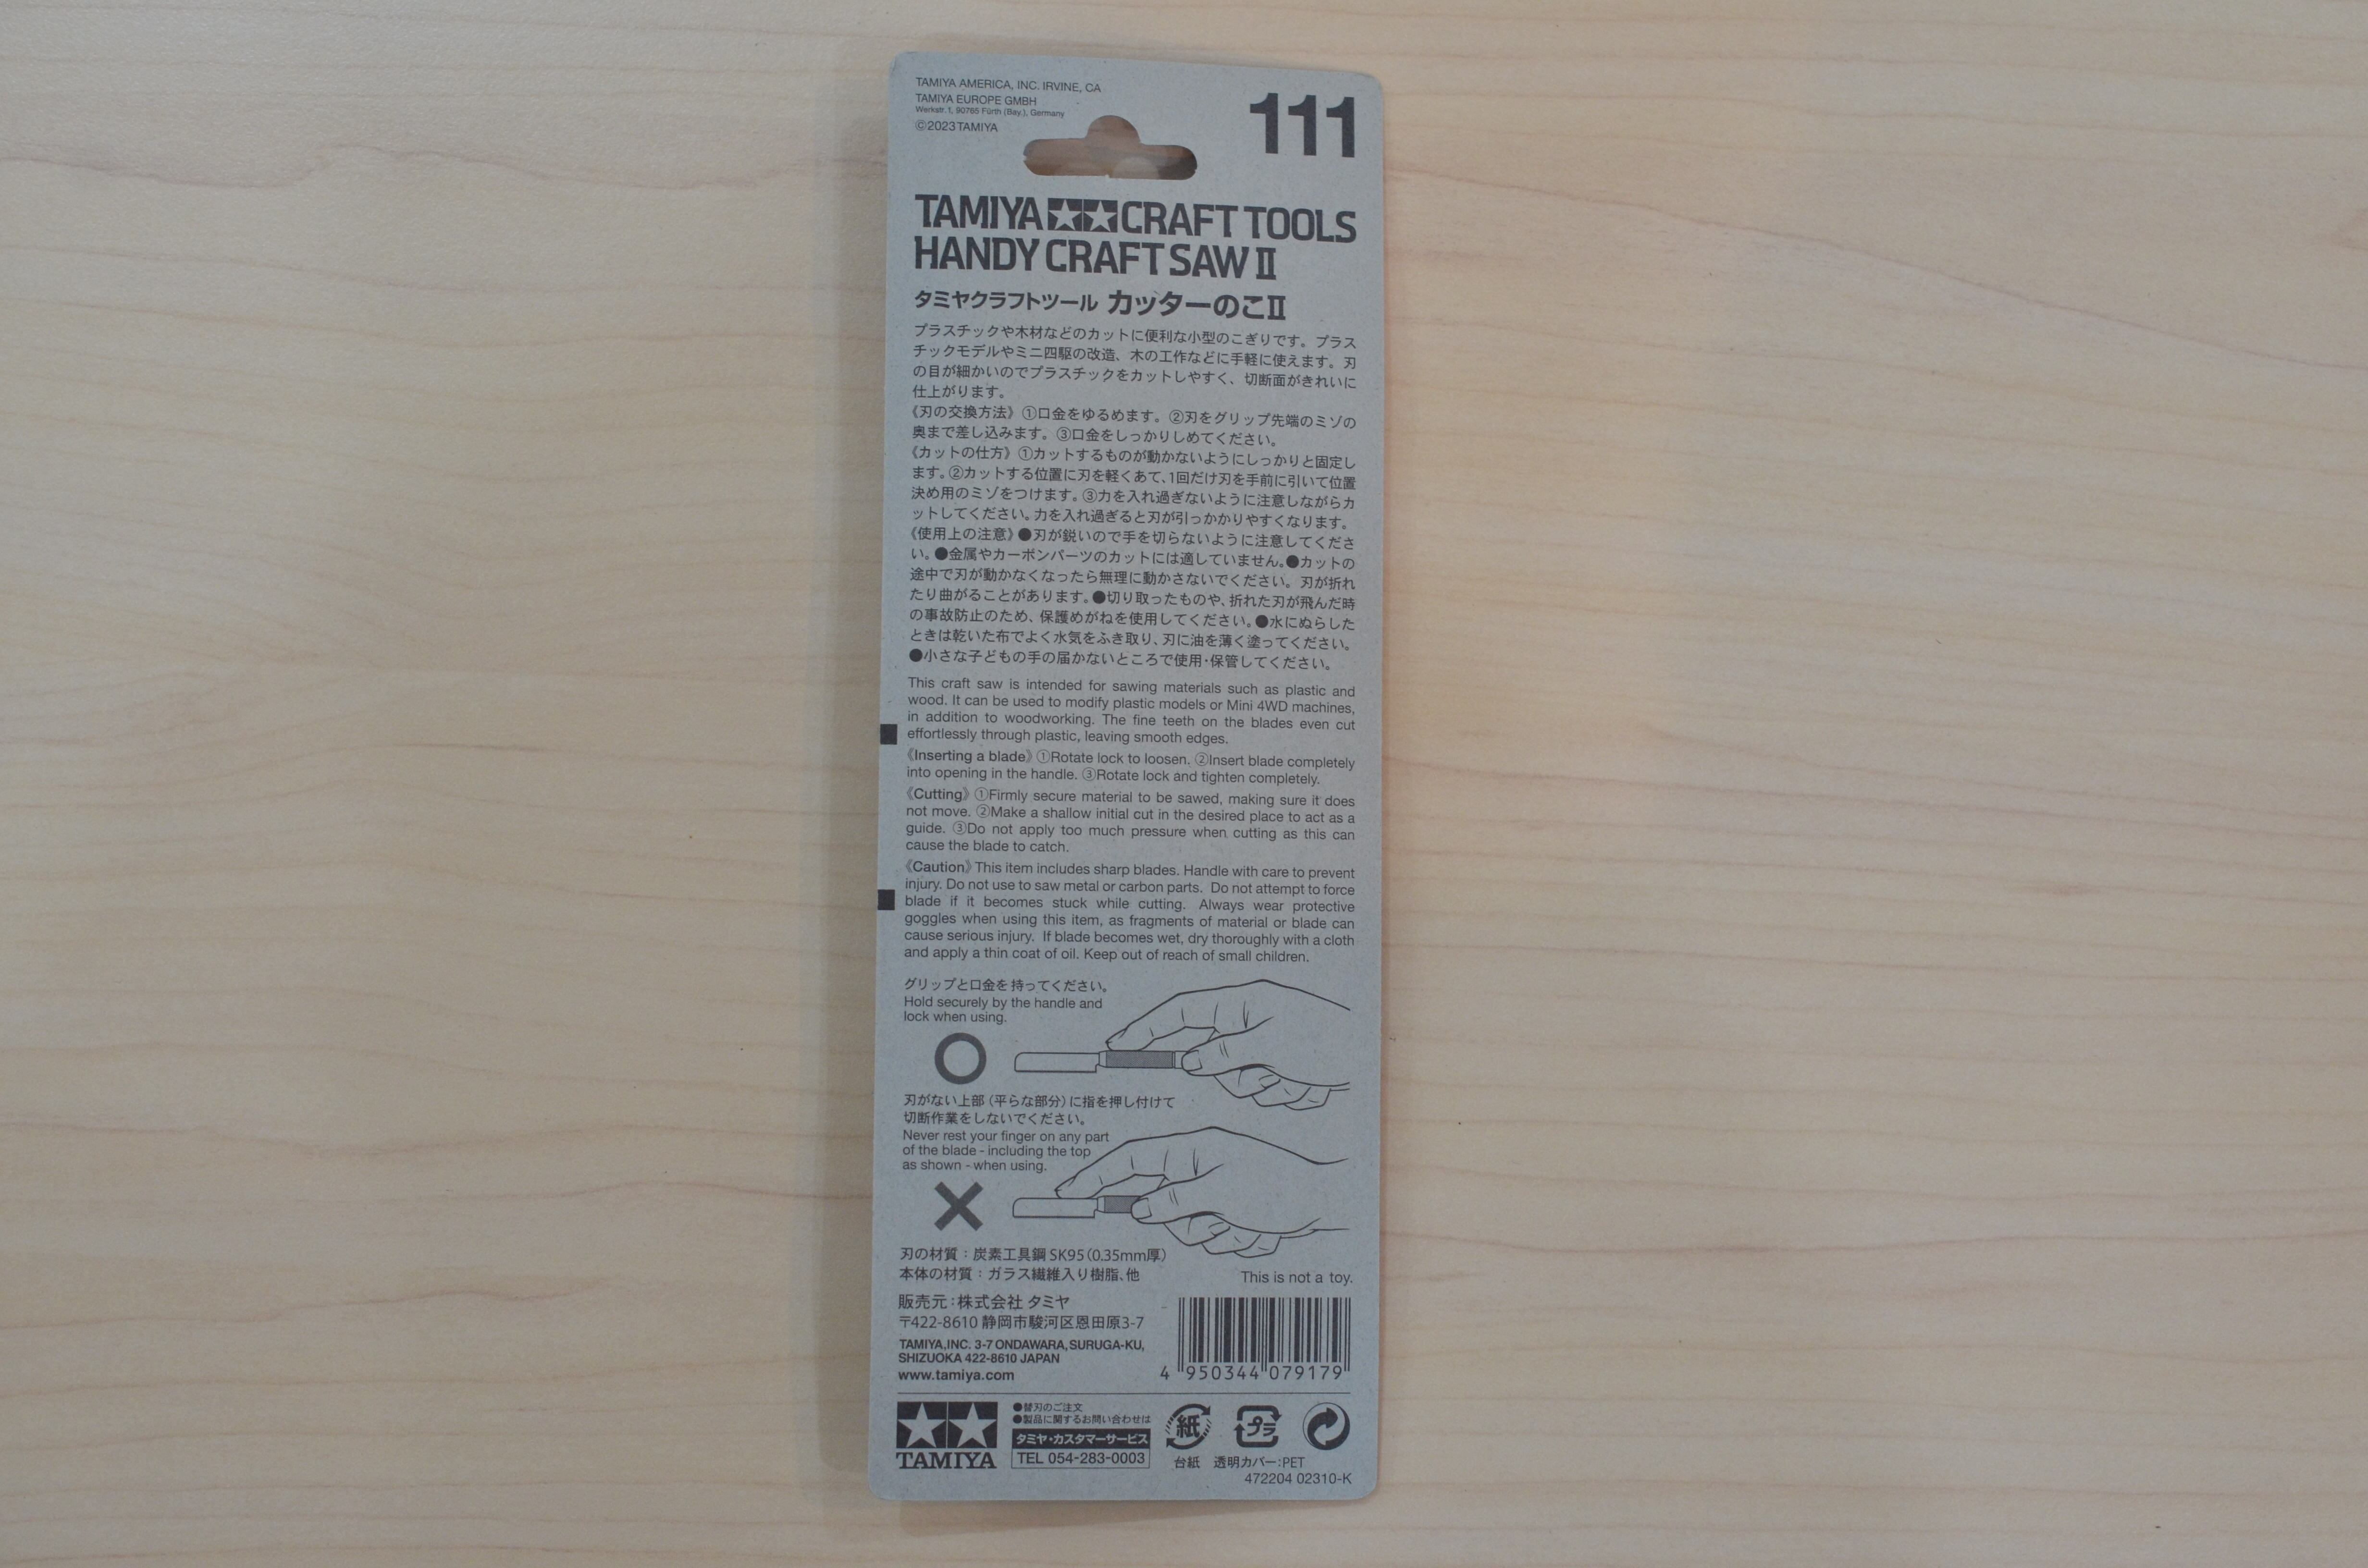 TAMIYA AMERICA, INC. IRVINE, CA
TAMIYA EUROPE GMBH
Werkstr. 1, 90765 Fürth (Bay.), Germany
©2023 TAMIYA
111
TAMIYA CRAFT TOOLS
HANDY CRAFT SAW II
タミヤクラフトツール カッターのこII
プラスチックや木材などのカットに便利な小型のこぎりです。プラス
チックモデルやミニ四駆の改造、木の工作などに手軽に使えます。刃
の目が細かいのでプラスチックをカットしやすく、切断面がきれいに
仕上がります。
《刃の交換方法》①口金をゆるめます。②刃をグリップ先端のミゾの
奥まで差し込みます。③口金をしっかりしめてください。
《カットの仕方》①カットするものが動かないようにしっかりと固定し
ます。②カットする位置に刃を軽くあて、1回だけ刃を手前に引いて位置
決め用のミゾをつけます。③力を入れ過ぎないように注意しながらカ
ットしてください。力を入れ過ぎると刃が引っかかりやすくなります。
《使用上の注意》●刃が鋭いので手を切らないように注意してくださ
い。●金属やカーボンパーツのカットには適していません。●カットの
途中で刃が動かなくなったら無理に動かさないでください。刃が折れ
たり曲がることがあります。●切り取ったものや、折れた刃が飛んだ時
の事故防止のため、保護めがねを使用してください。●水にぬらした
ときは乾いた布でよく水気をふき取り、刃に油を薄く塗ってください。
●小さな子どもの手の届かないところで使用・保管してください。
This craft saw is intended for sawing materials such as plastic and
wood. It can be used to modify plastic models or Mini 4WD machines,
in addition to woodworking. The fine teeth on the blades even cut
effortlessly through plastic, leaving smooth edges.
《Inserting a blade》①Rotate lock to loosen. ②Insert blade completely
into opening in the handle. ③Rotate lock and tighten completely.
《Cutting》①Firmly secure material to be sawed, making sure it does
not move. ②Make a shallow initial cut in the desired place to act as a
guide. ③Do not apply too much pressure when cutting as this can
cause the blade to catch.
《Caution》This item includes sharp blades. Handle with care to prevent
injury. Do not use to saw metal or carbon parts. Do not attempt to force
blade if it becomes stuck while cutting. Always wear protective
goggles when using this item, as fragments of material or blade can
cause serious injury. If blade becomes wet, dry thoroughly with a cloth
and apply a thin coat of oil. Keep out of reach of small children.
グリップと口金を持ってください。
Hold securely by the handle and
lock when using.
刃がない上部（平らな部分）に指を押し付けて
切断作業をしないでください。
Never rest your finger on any part
of the blade - including the top
as shown - when using.
刃の材質：炭素工具鋼 SK95（0.35mm厚）
本体の材質：ガラス繊維入り樹脂、他
This is not a toy.
販売元：株式会社 タミヤ
〒422-8610 静岡市駿河区恩田原3-7
TAMIYA,INC. 3-7 ONDAWARA, SURUGA-KU,
SHIZUOKA 422-8610 JAPAN
www.tamiya.com
4 950344 079179
TAMIYA
●替刃のご注文
●製品に関するお問い合わせは
タミヤ・カスタマーサービス
TEL 054-283-0003
紙
プラ
台紙 透明カバー：PET
472204 02310-K